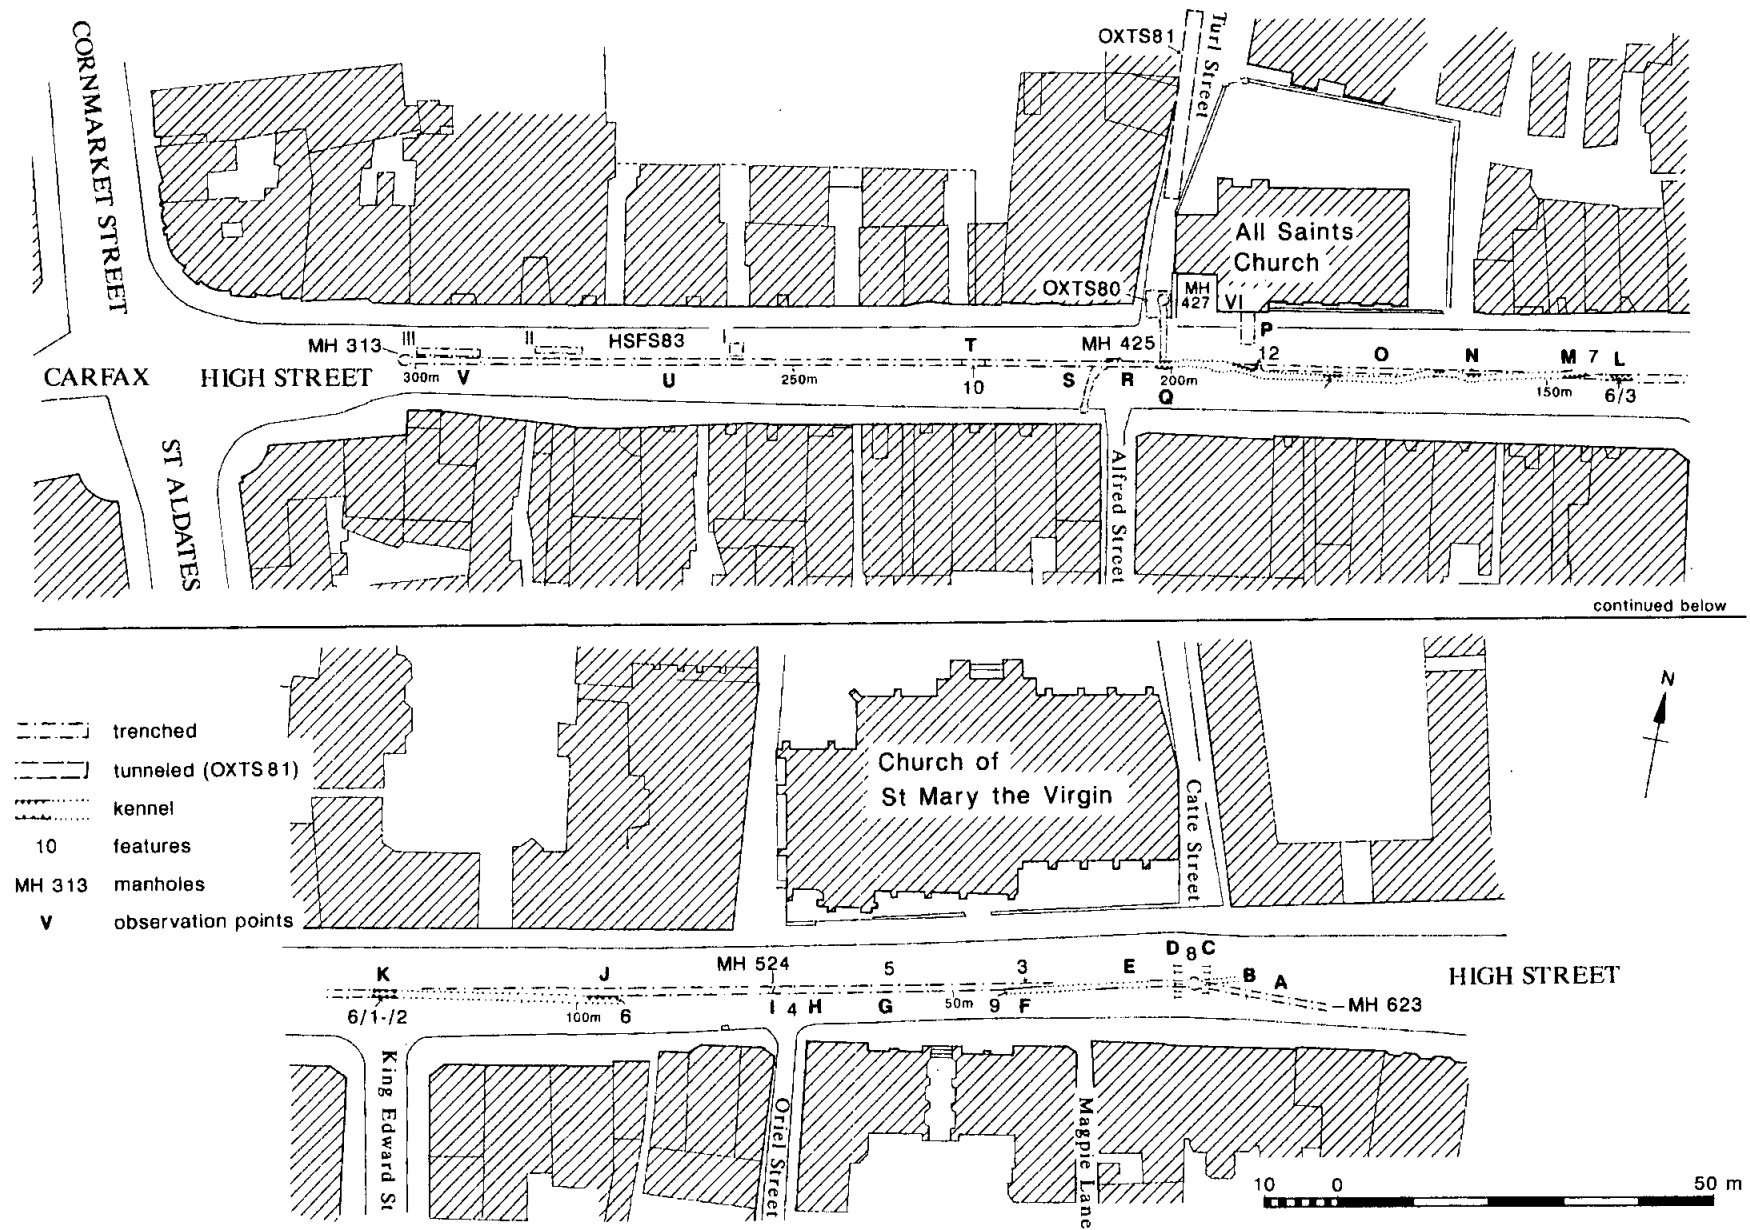 CORNMARKET STREET
OXTS81
Turl Street
All Saints
Church
OXTS80
MH
427
VI
MH 313
III
II
HSFS83
I
T
MH 425
P
12
O
N
M 7 L
CARFAX
HIGH STREET
300m
V
U
250m
10
S
R
200m
Q
7
150m
6/3
ST ALDATES
Alfred Street
continued below
N
trenched
tunneled (OXTS 81)
kennel
10 features
MH 313 manholes
V observation points
Church of
St Mary the Virgin
Catte Street
K
J
MH 524
5
3
E
D 8 C
B
A
HIGH STREET
6/1-/2
100m
6
I 4 H
G
50m
9 F
MH 623
King Edward St
Oriel Street
Magpie Lane
10 0 50 m